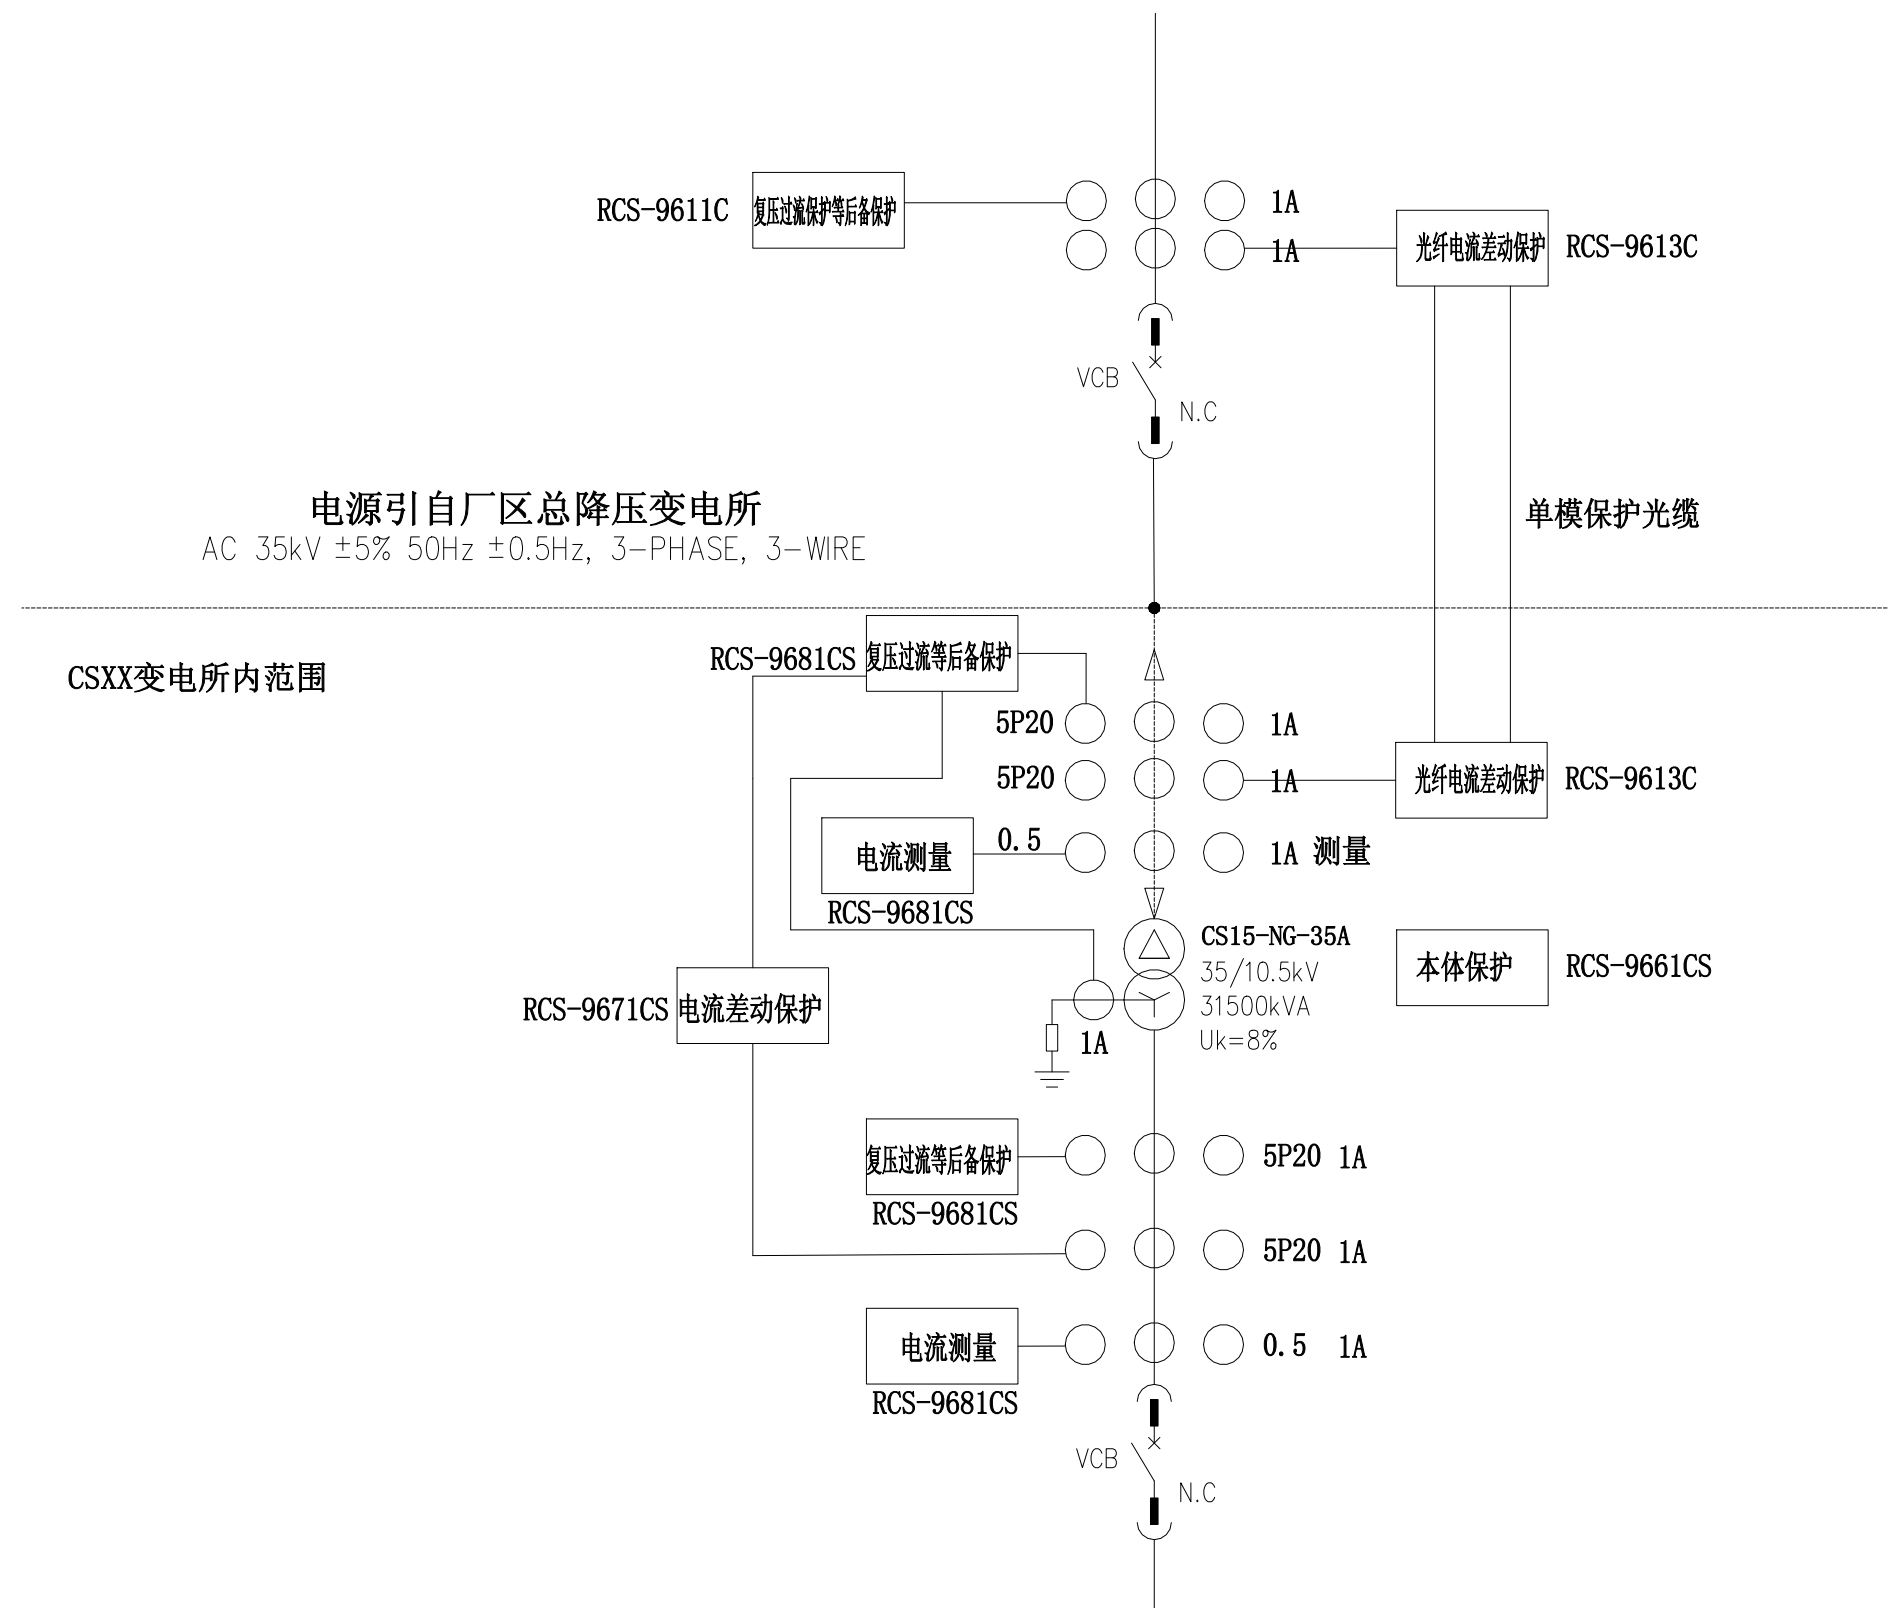 RCS-9611C
复压过流保护等后备保护
1A
1A
光纤电流差动保护
RCS-9613C
VCB
N.C
电源引自厂区总降压变电所
AC 35kV ±5% 50Hz ±0.5Hz, 3-PHASE, 3-WIRE
单模保护光缆
CSXX变电所内范围
RCS-9681CS
复压过流等后备保护
5P20
1A
5P20
1A
光纤电流差动保护
RCS-9613C
电流测量
0.5
1A 测量
RCS-9681CS
CS15-NG-35A
35/10.5kV
31500kVA
Uk=8%
本体保护
RCS-9661CS
RCS-9671CS
电流差动保护
1A
复压过流等后备保护
5P20 1A
RCS-9681CS
5P20 1A
电流测量
0.5 1A
RCS-9681CS
VCB
N.C